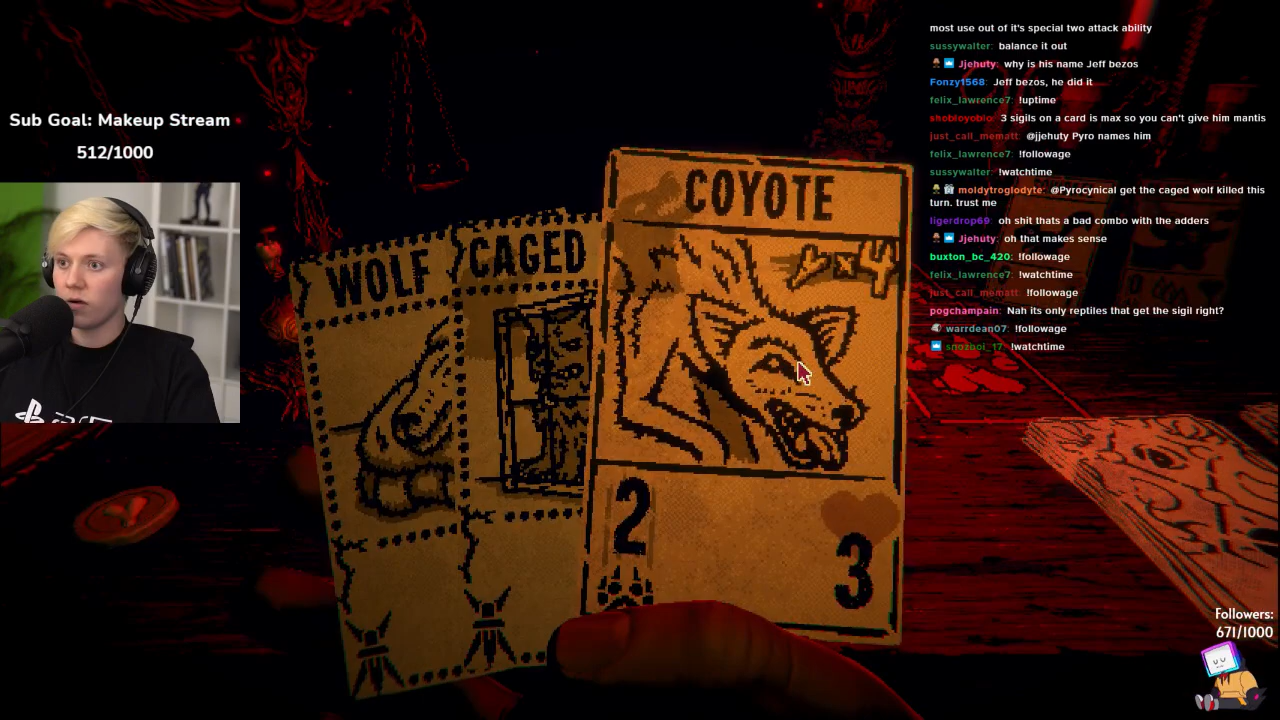 Sub Goal: Makeup Stream
512/1000
WOLF
CAGED
COYOTE
x4
2
3
most use out of it's special two attack ability
sussywalter: balance it out
Jjehuty: why is his name Jeff bezos
Fonzy1568: Jeff bezos, he did it
felix_lawrence7: !uptime
shobloyoblo: 3 sigils on a card is max so you can't give him mantis
just_call_mematt: @jjehuty Pyro names him
felix_lawrence7: !followage
sussywalter: !watchtime
moldytroglodyte: @Pyrocynical get the caged wolf killed this
turn. trust me
ligerdrop69: oh shit thats a bad combo with the adders
Jjehuty: oh that makes sense
buxton_bc_420: !followage
felix_lawrence7: !watchtime
just_call_mematt: !followage
pogchampain: Nah its only reptiles that get the sigil right?
warrdean07: !followage
snozuoi_17: !watchtime
Followers:
671/1000